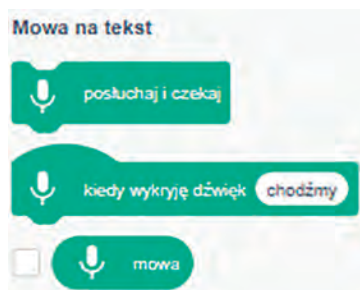 Mowa na tekst
posłuchaj i czekaj
kiedy wykryję dźwięk chodźmy
mowa